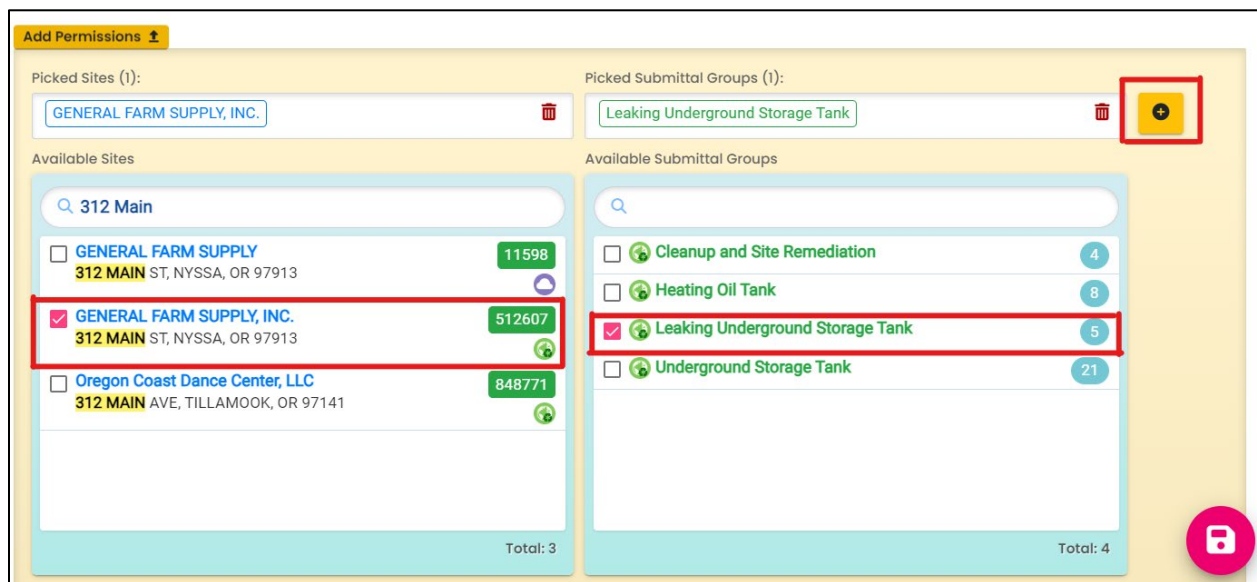 Add Permissions
Picked Sites (1):
Picked Submittal Groups (1):
GENERAL FARM SUPPLY, INC.
Leaking Underground Storage Tank
Available Sites
Available Submittal Groups
312 Main
GENERAL FARM SUPPLY
11598
312 MAIN ST, NYSSA, OR 97913
GENERAL FARM SUPPLY, INC.
512607
312 MAIN ST, NYSSA, OR 97913
Oregon Coast Dance Center, LLC
848771
312 MAIN AVE, TILLAMOOK, OR 97141
Total: 3
Cleanup and Site Remediation
4
Heating Oil Tank
8
Leaking Underground Storage Tank
5
Underground Storage Tank
21
Total: 4